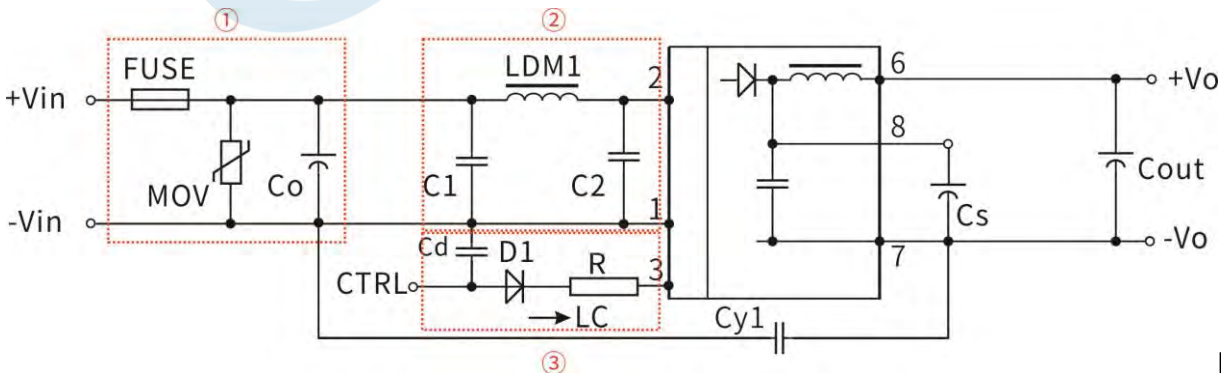 ① ②
FUSE LDM1 2 6
+Vin +Vo
8
MOV Co C1 C2 Cs Cout
-Vin 1 -Vo
Cd D1 R 3 7
CTRL
LC Cy1
③